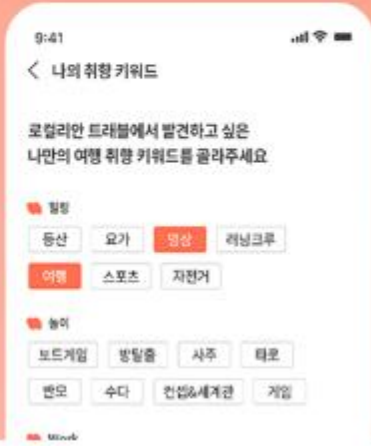 9:41
나의 취향 키워드
로컬리안 트래블에서 발견하고 싶은
나만의 여행 취향 키워드를 골라주세요
힐링
등산 요가 명상 러닝크루
여행 스포츠 자전거
놀이
보드게임 방탈출 사주 타로
반모 수다 컨셉&세계관 게임
Work